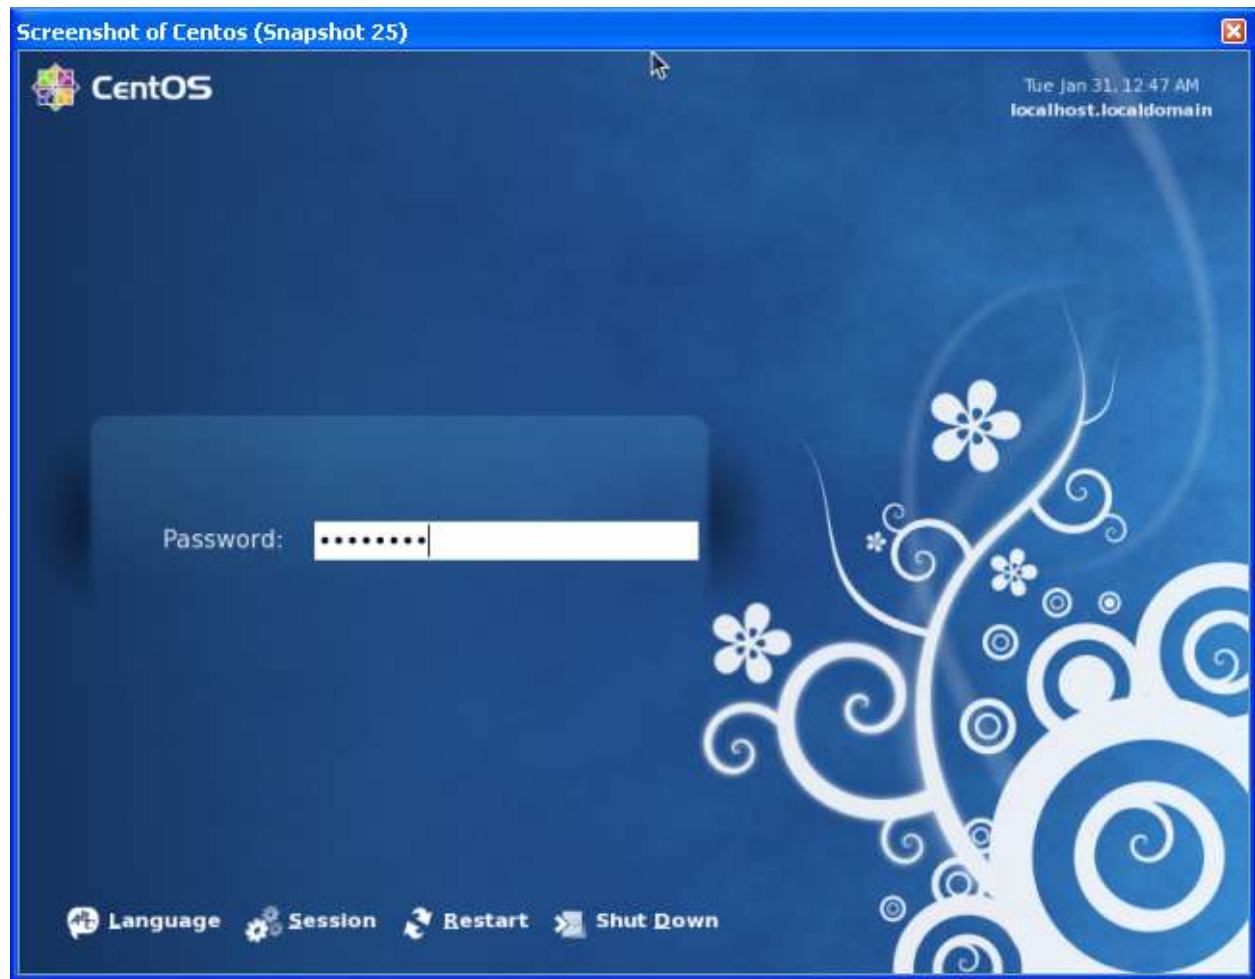 Screenshot of Centos (Snapshot 25)
CentOS
Tue Jan 31, 12:47 AM
localhost.localdomain
Password: ••••••••
Language Session Restart Shut Down